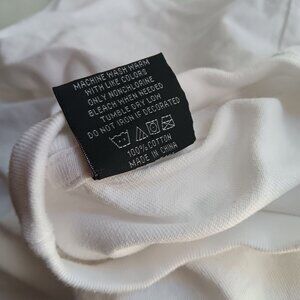 MACHINE WASH WARM
WITH LIKE COLORS
ONLY NONCHLORINE
BLEACH WHEN NEEDED
TUMBLE DRY LOW
DO NOT IRON IF DECORATED
100% COTTON
MADE IN CHINA